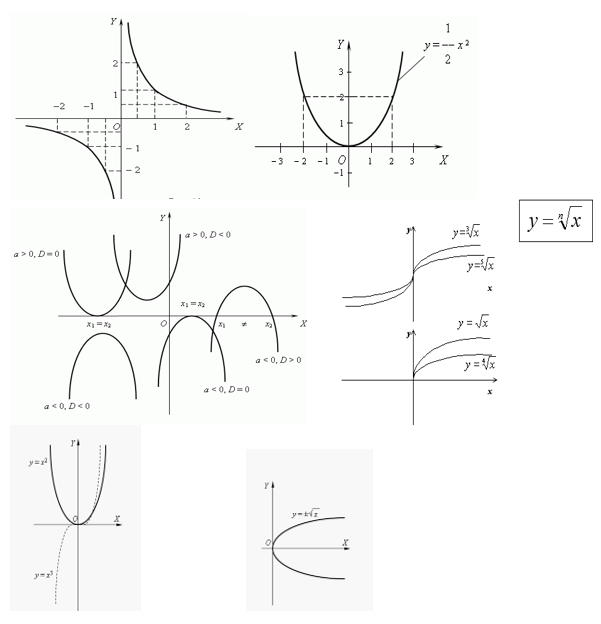 Y
2
1
−2 −1
O 1 2 X
−1
−2
Y
y = 1/2 x²
3
2
1
-3 -2 -1 O 1 2 3 X
-1
y = ⁿ√x
Y
a > 0, D < 0
a > 0, D = 0
x₁ = x₂
x₁ = x₂ O x₁ ≠ x₂ X
a < 0, D > 0
a < 0, D = 0
a < 0, D < 0
y
y=³√x
y=⁵√x
x
y
y = √x
y = ⁴√x
x
Y
y = x²
O X
y = x³
Y
y = ±√x
O X